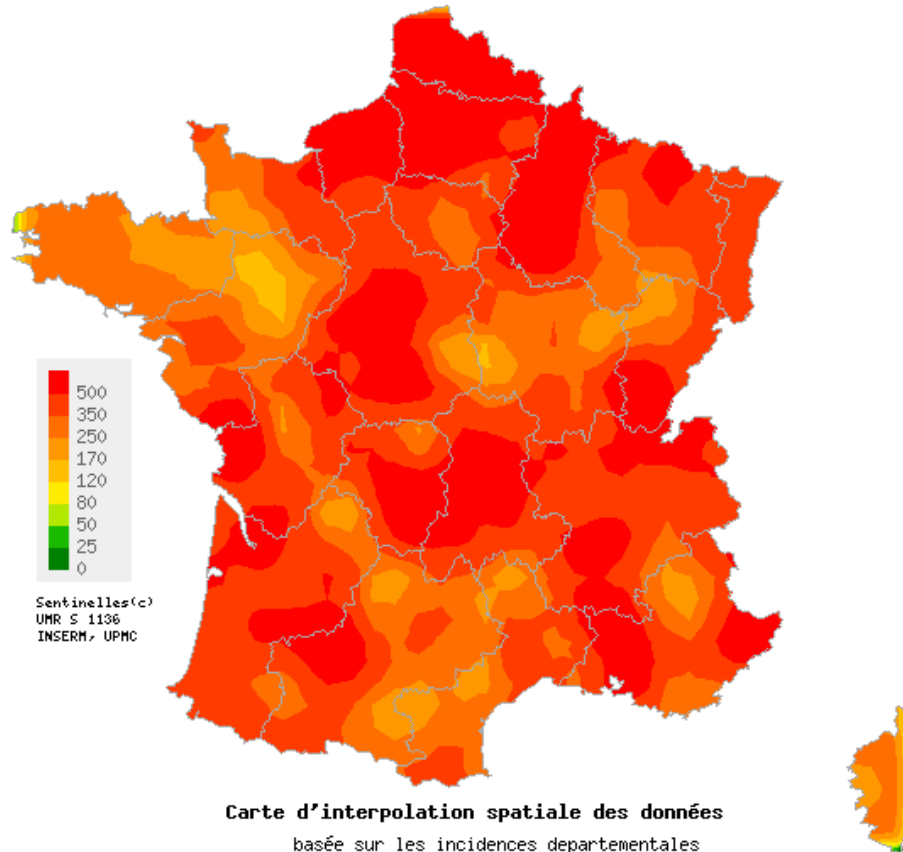 500
350
250
170
120
80
50
25
0
Sentinelles(c)
UMR S 1136
INSERM, UPMC
Carte d'interpolation spatiale des données
basée sur les incidences departementales